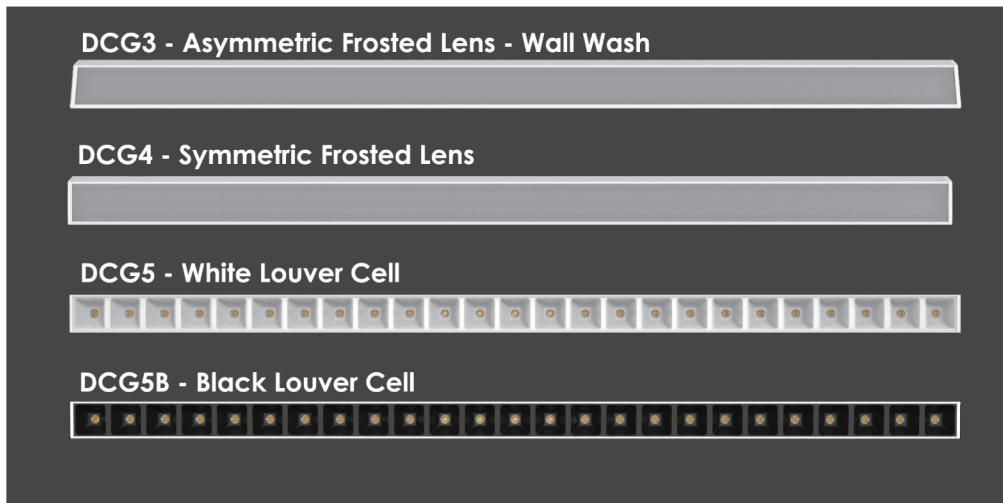 DCG3 - Asymmetric Frosted Lens - Wall Wash
DCG4 - Symmetric Frosted Lens
DCG5 - White Louver Cell
DCG5B - Black Louver Cell